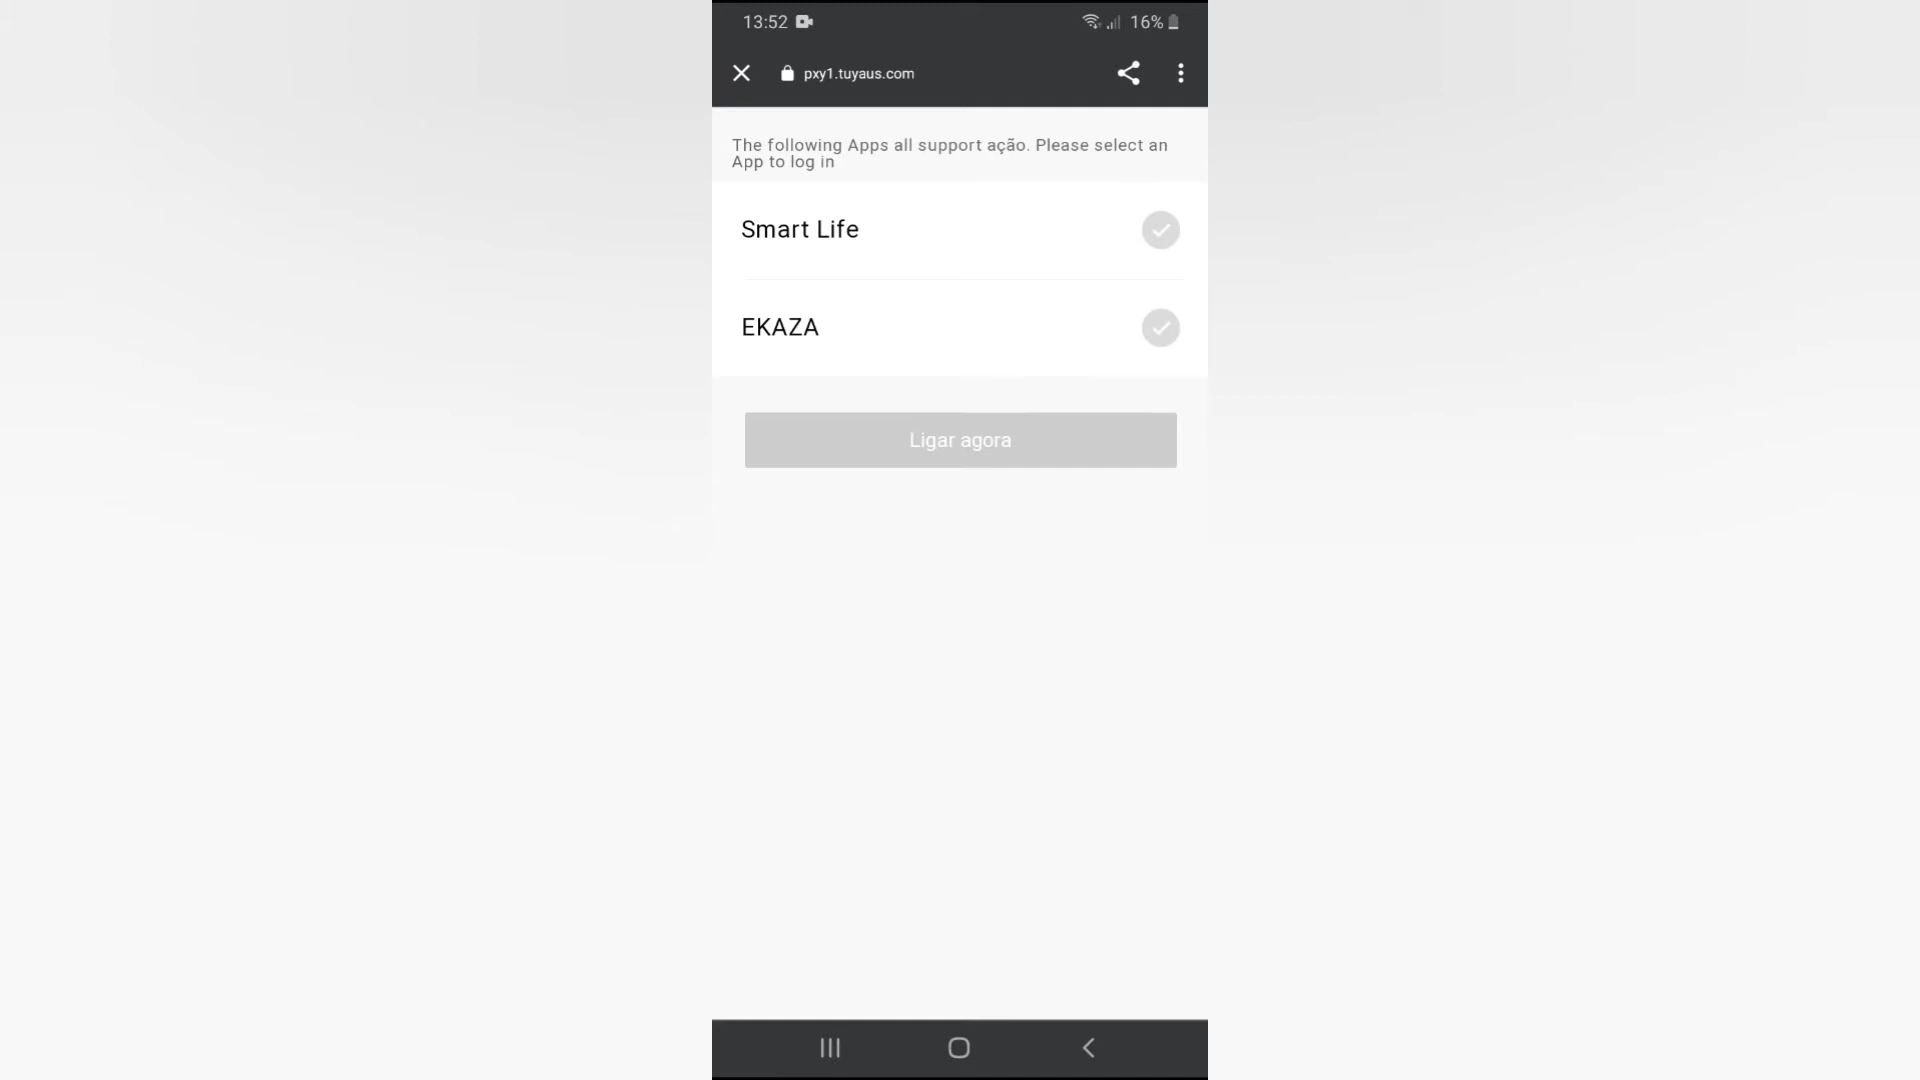 13:52
16%
pxy1.tuyaus.com
The following Apps all support ação. Please select an
App to log in
Smart Life
EKAZA
Ligar agora